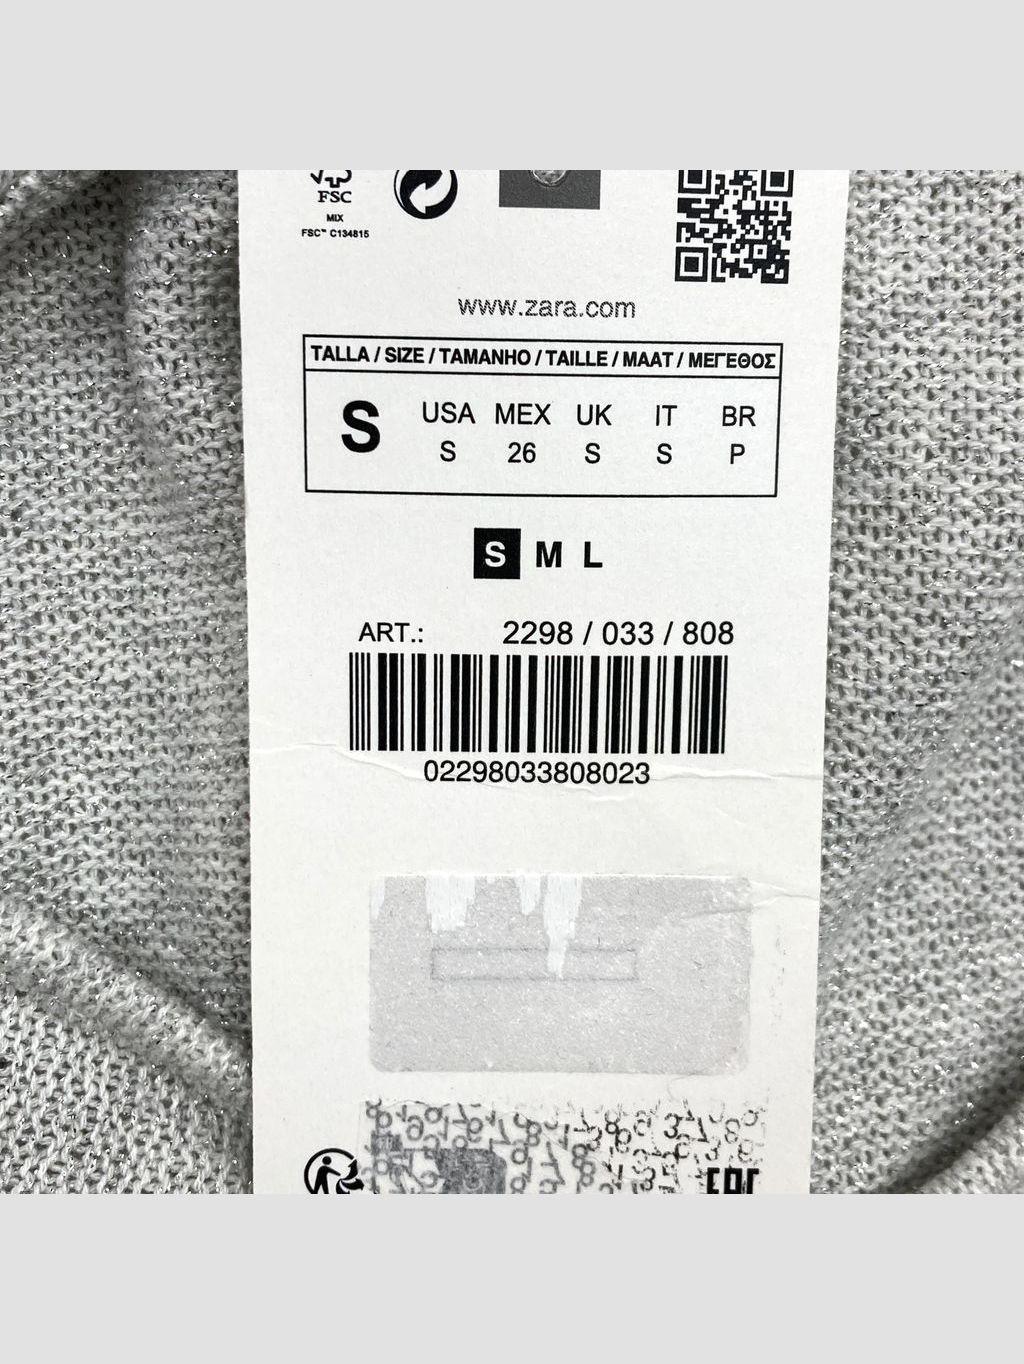 FSC
MIX
FSC™ C134815
www.zara.com
TALLA / SIZE / TAMANHO / TAILLE / MAAT / ΜΕΓΕΘΟΣ
S USA MEX UK IT BR
S 26 S S P
S M L
ART.: 2298 / 033 / 808
02298033808023
EAC